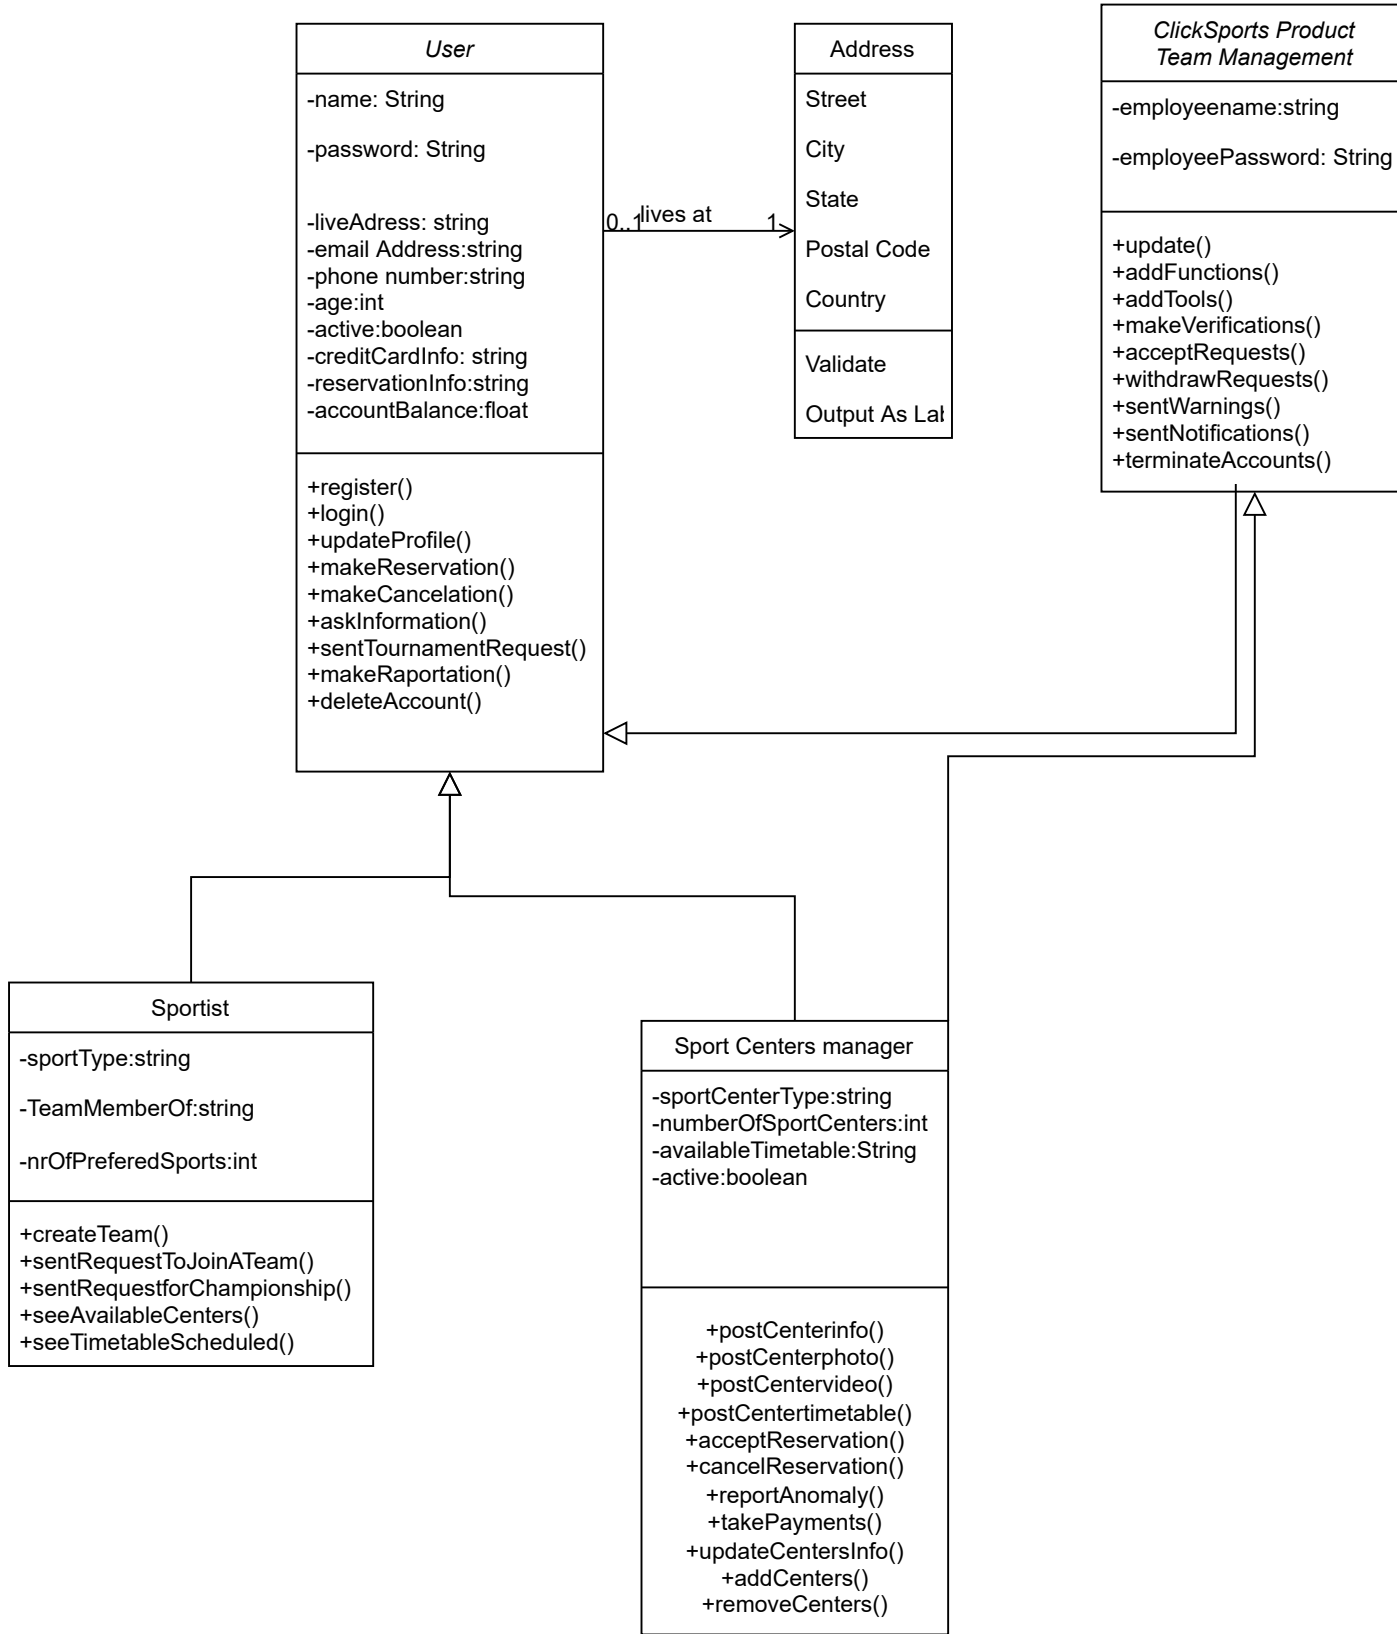 User
-name: String
-password: String
-liveAdress: string
-email Address:string
-phone number:string
-age:int
-active:boolean
-creditCardInfo: string
-reservationInfo:string
-accountBalance:float
+register()
+login()
+updateProfile()
+makeReservation()
+makeCancelation()
+askInformation()
+sentTournamentRequest()
+makeRaportation()
+deleteAccount()
0..1
lives at
1
Address
Street
City
State
Postal Code
Country
Validate
Output As Lab
ClickSports Product
Team Management
-employeename:string
-employeePassword: String
+update()
+addFunctions()
+addTools()
+makeVerifications()
+acceptRequests()
+withdrawRequests()
+sentWarnings()
+sentNotifications()
+terminateAccounts()
Sportist
-sportType:string
-TeamMemberOf:string
-nrOfPreferedSports:int
+createTeam()
+sentRequestToJoinATeam()
+sentRequestforChampionship()
+seeAvailableCenters()
+seeTimetableScheduled()
Sport Centers manager
-sportCenterType:string
-numberOfSportCenters:int
-availableTimetable:String
-active:boolean
+postCenterinfo()
+postCenterphoto()
+postCentervideo()
+postCentertimetable()
+acceptReservation()
+cancelReservation()
+reportAnomaly()
+takePayments()
+updateCentersInfo()
+addCenters()
+removeCenters()